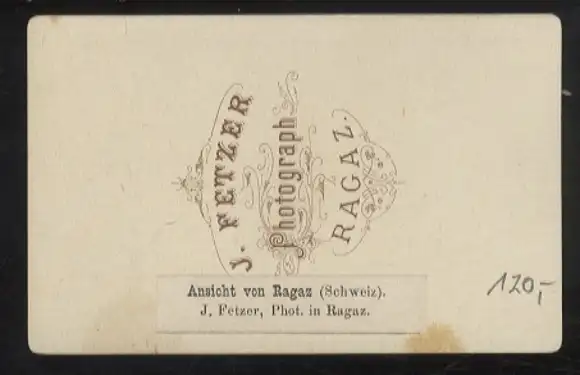 J. FETZER
Photograph
RAGAZ.
Ansicht von Ragaz (Schweiz).
J. Fetzer, Phot. in Ragaz.
120,-